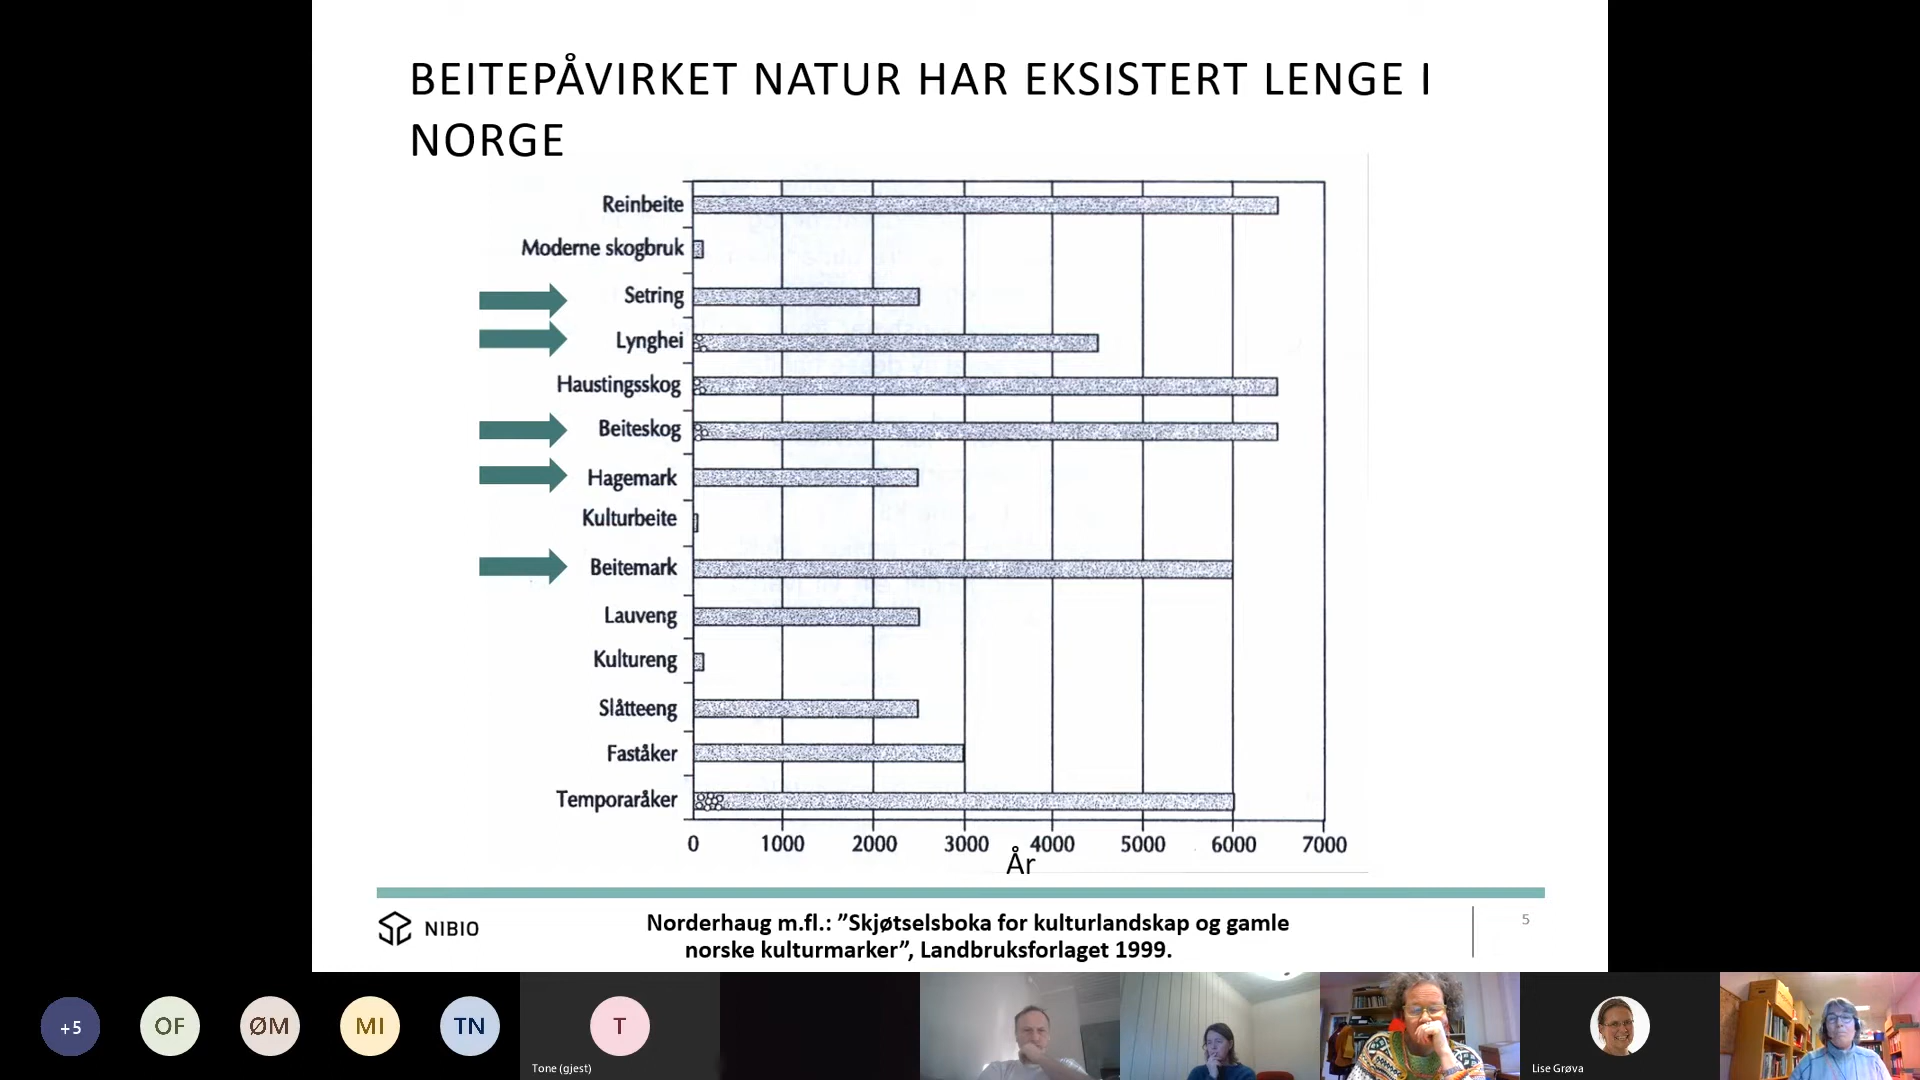 BEITEPÅVIRKET NATUR HAR EKSISTERT LENGE I
NORGE
Reinbeite
Moderne skogbruk
Setring
Lynghei
Haustingsskog
Beiteskog
Hagemark
Kulturbeite
Beitemark
Lauveng
Kultureng
Slåtteeng
Faståker
Temporaråker
0 1000 2000 3000 4000 5000 6000 7000
År
NIBIO
Norderhaug m.fl.: ”Skjøtselsboka for kulturlandskap og gamle
norske kulturmarker”, Landbruksforlaget 1999.
5
+5
OF
ØM
MI
TN
T
Tone (gjest)
Lise Grøva